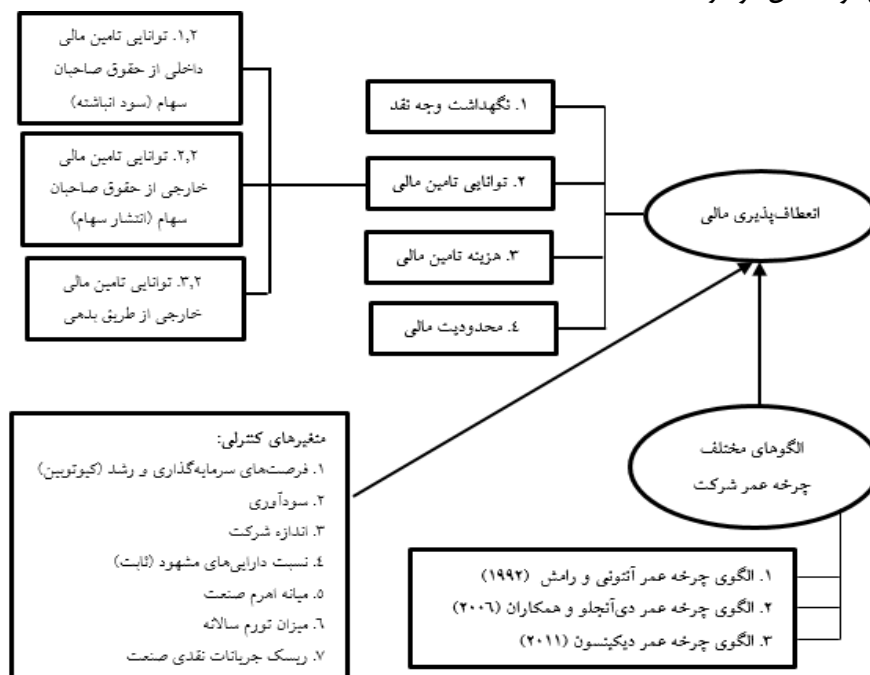 ۱,۲. توانایی تامین مالی
داخلی از حقوق صاحبان
سهام (سود انباشته)
۲,۲. توانایی تامین مالی
خارجی از حقوق صاحبان
سهام (انتشار سهام)
۳,۲. توانایی تامین مالی
خارجی از طریق بدهی
۱. نگهداشت وجه نقد
۲. توانایی تامین مالی
۳. هزینه تامین مالی
٤. محدودیت مالی
انعطاف‌پذیری مالی
الگوهای مختلف
چرخه عمر شرکت
متغیرهای کنترلی:
۱. فرصت‌های سرمایه‌گذاری و رشد (کیوتوبین)
۲. سودآوری
۳. اندازه شرکت
٤. نسبت دارایی‌های مشهود (ثابت)
۵. میانه اهرم صنعت
۶. میزان تورم سالانه
۷. ریسک جریانات نقدی صنعت
۱. الگوی چرخه عمر آنتونی و رامش (۱۹۹۲)
۲. الگوی چرخه عمر دی‌آنجلو و همکاران (۲۰۰۶)
۳. الگوی چرخه عمر دیکینسون (۲۰۱۱)